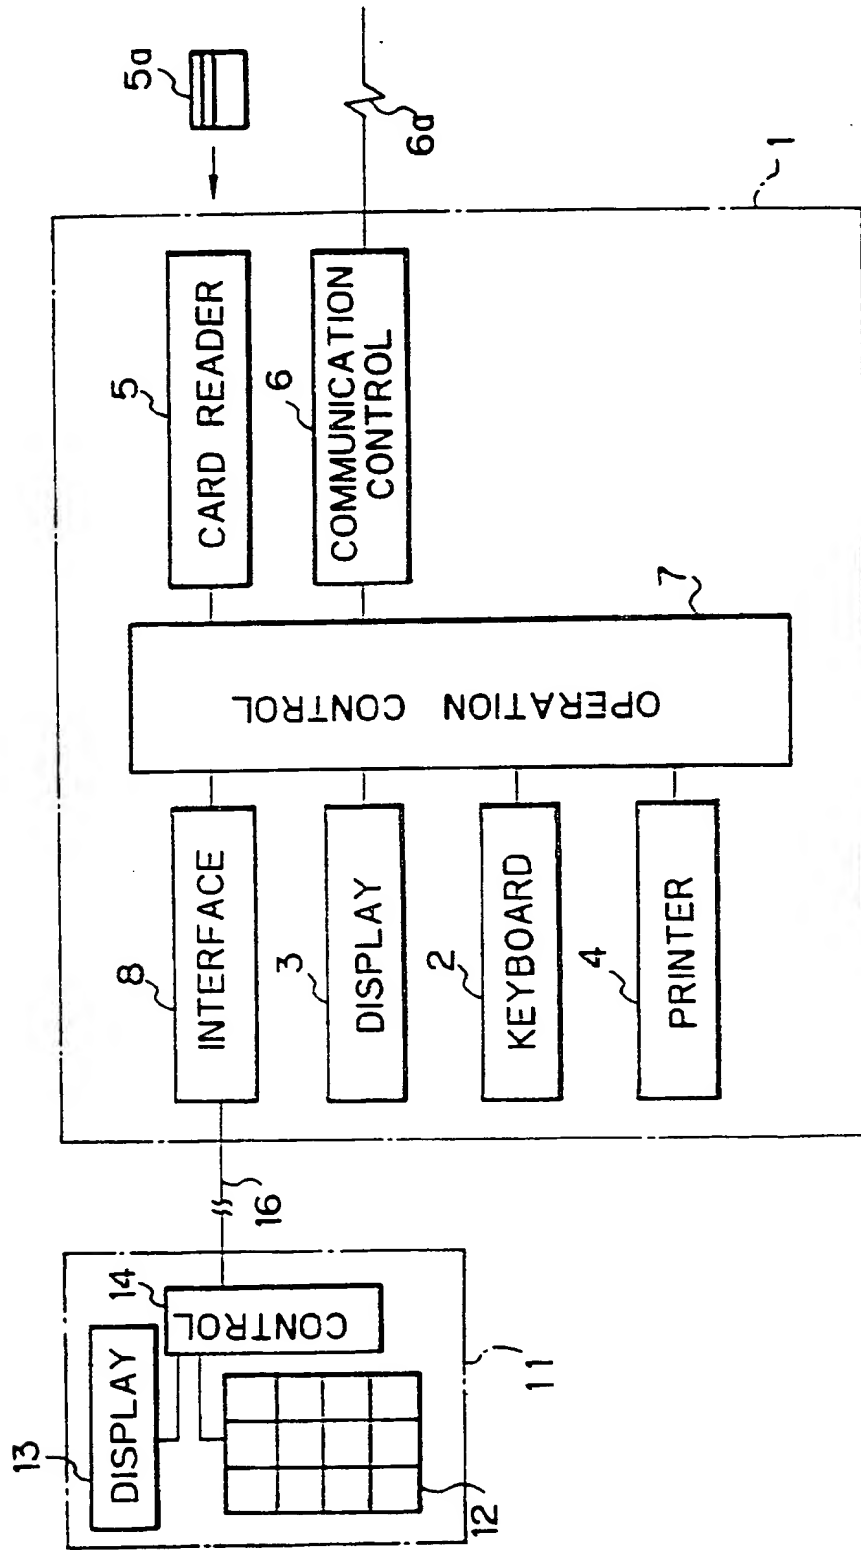 13
DISPLAY
14
CONTROL
12
11
16
8
INTERFACE
3
DISPLAY
2
KEYBOARD
4
PRINTER
OPERATION CONTROL
7
5
CARD READER
6
COMMUNICATION
CONTROL
5a
6a
1